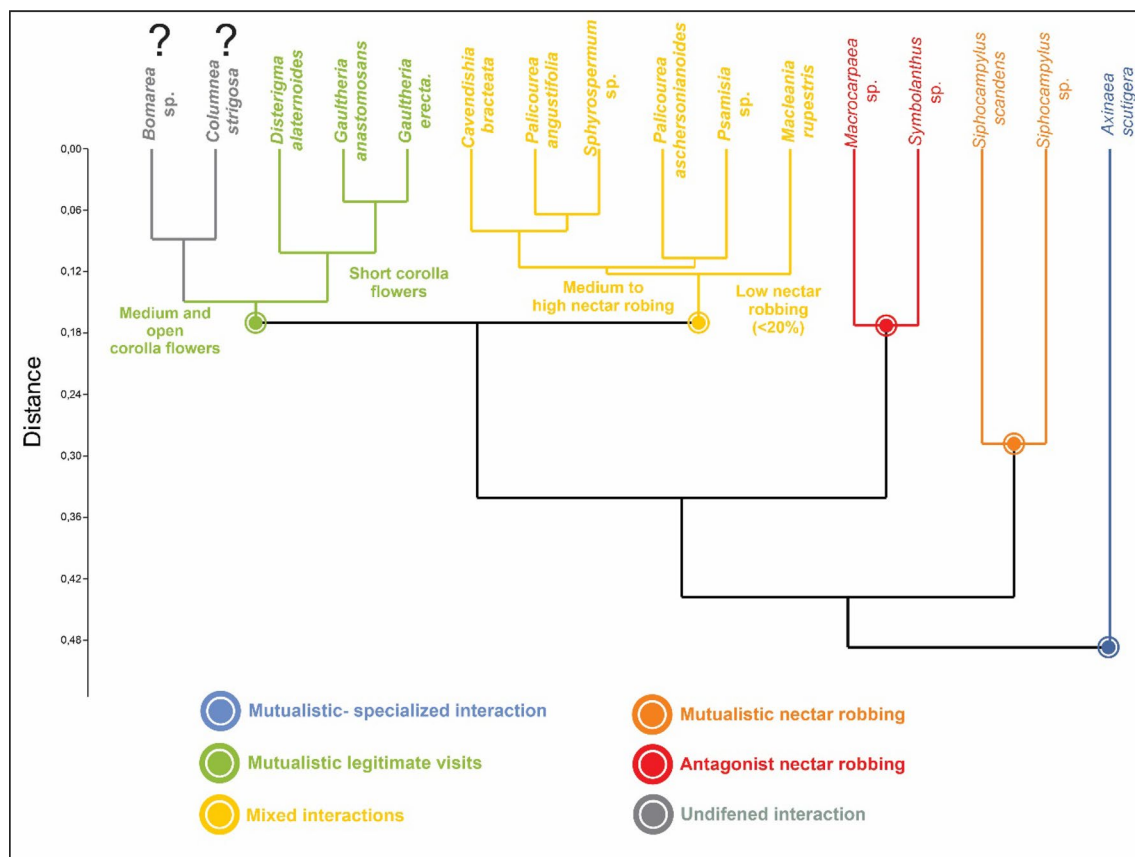 ?
?
Bomarea
sp.
Columnea
strigosa
Disterigma
alaternoides
Gaultheria
anastomosans
Gaultheria
erecta.
Cavendishia
bracteata
Palicourea
angustifolia
Sphyrospermum
sp.
Palicourea
aschersonianoides
Psamisia
sp.
Macleania
rupestris
Macrocarpaea
sp.
Symbolanthus
sp.
Siphocampylus
scandens
Siphocampylus
sp.
Axinaea
scutigera
Distance
0,00
0,06
0,12
0,18
0,24
0,30
0,36
0,42
0,48
Medium and
open
corolla flowers
Short corolla
flowers
Medium to
high nectar robing
Low nectar
robbing
(<20%)
Mutualistic- specialized interaction
Mutualistic legitimate visits
Mixed interactions
Mutualistic nectar robbing
Antagonist nectar robbing
Undifened interaction